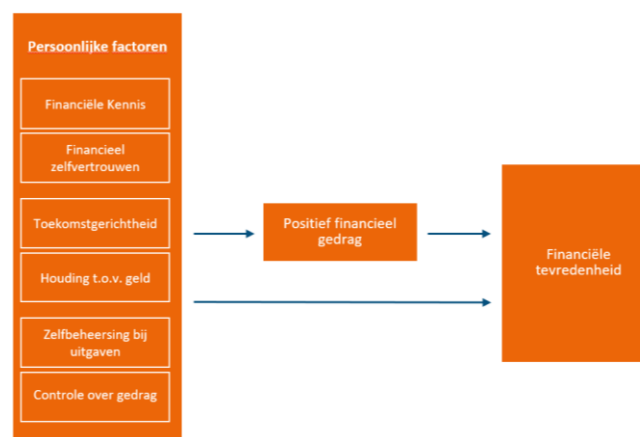 Persoonlijke factoren
Financiële Kennis
Financieel
zelfvertrouwen
Toekomstgerichtheid
Houding t.o.v. geld
Zelfbeheersing bij
uitgaven
Controle over gedrag
Positief financieel
gedrag
Financiële
tevredenheid